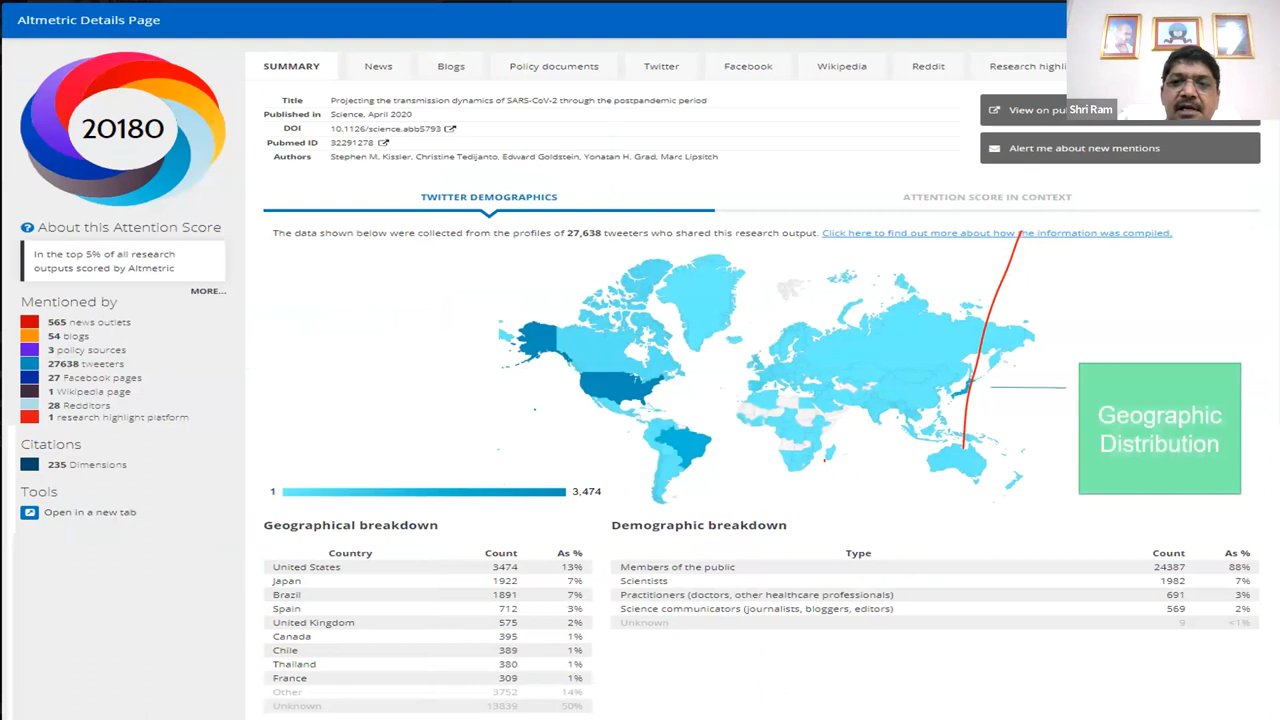 Altmetric Details Page
20180
About this Attention Score
In the top 5% of all research
outputs scored by Altmetric
MORE...
Mentioned by
565 news outlets
54 blogs
3 policy sources
27638 tweeters
27 Facebook pages
1 Wikipedia page
28 Redditors
1 research highlight platform
Citations
235 Dimensions
Tools
Open in a new tab
SUMMARY News Blogs Policy documents Twitter Facebook Wikipedia Reddit Research highli
Title Projecting the transmission dynamics of SARS-CoV-2 through the postpandemic period
Published in Science, April 2020
DOI 10.1126/science.abb5793
Pubmed ID 32291278
Authors Stephen M. Kissler, Christine Tedijanto, Edward Goldstein, Yonatan H. Grad, Marc Lipsitch
View on pu
Shri Ram
Alert me about new mentions
TWITTER DEMOGRAPHICS ATTENTION SCORE IN CONTEXT
The data shown below were collected from the profiles of 27,638 tweeters who shared this research output. Click here to find out more about how the information was compiled.
Geographic
Distribution
1 3,474
Geographical breakdown
Country Count As %
United States 3474 13%
Japan 1922 7%
Brazil 1891 7%
Spain 712 3%
United Kingdom 575 2%
Canada 395 1%
Chile 389 1%
Thailand 380 1%
France 309 1%
Other 3752 14%
Unknown 13839 50%
Demographic breakdown
Type Count As %
Members of the public 24387 88%
Scientists 1982 7%
Practitioners (doctors, other healthcare professionals) 691 3%
Science communicators (journalists, bloggers, editors) 569 2%
Unknown 9 <1%